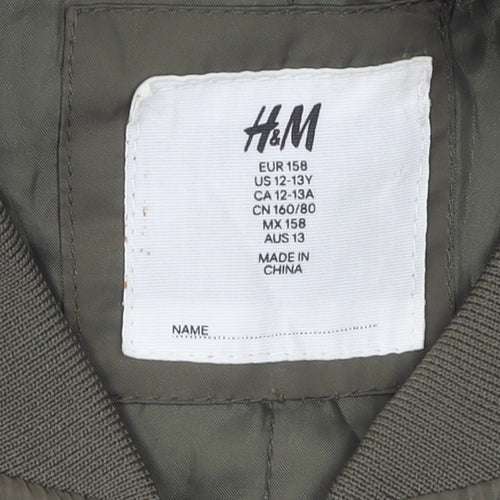 H&M
EUR 158
US 12-13Y
CA 12-13A
CN 160/80
MX 158
AUS 13
MADE IN
CHINA
NAME